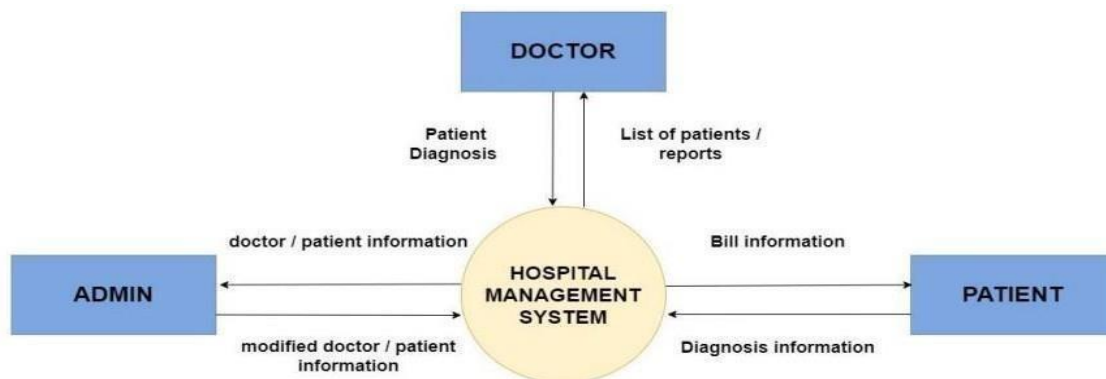 DOCTOR
Patient
Diagnosis
List of patients /
reports
doctor / patient information
Bill information
ADMIN
HOSPITAL
MANAGEMENT
SYSTEM
PATIENT
modified doctor / patient
information
Diagnosis information